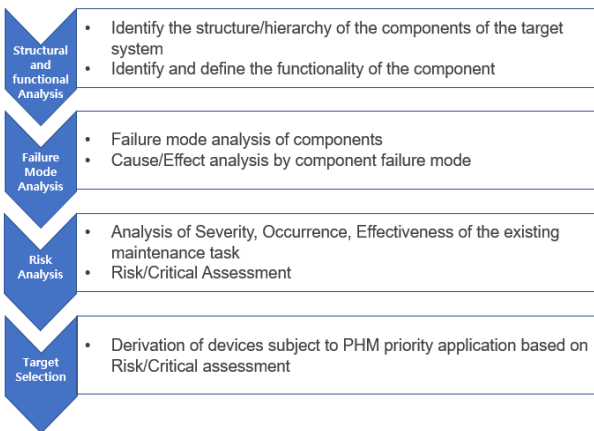 Structural
and
functional
Analysis
• Identify the structure/hierarchy of the components of the target
system
• Identify and define the functionality of the component
Failure
Mode
Analysis
• Failure mode analysis of components
• Cause/Effect analysis by component failure mode
Risk
Analysis
• Analysis of Severity, Occurrence, Effectiveness of the existing
maintenance task
• Risk/Critical Assessment
Target
Selection
• Derivation of devices subject to PHM priority application based on
Risk/Critical assessment